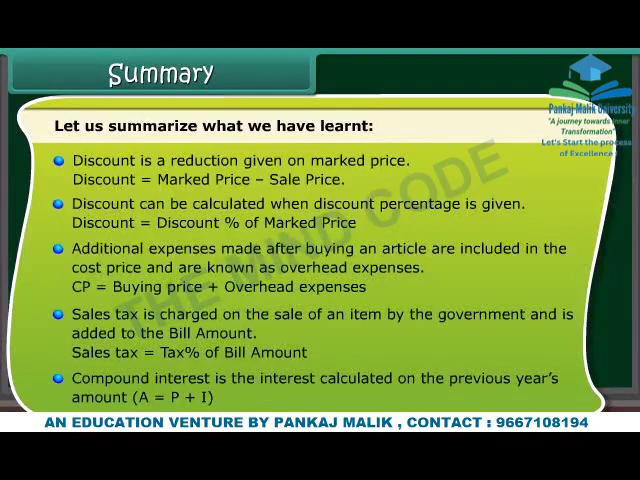 Summary
Pankaj Malik University
"A journey towards Inner
Transformation"
Let's Start the process
of Excellence
Let us summarize what we have learnt:
Discount is a reduction given on marked price.
Discount = Marked Price – Sale Price.
Discount can be calculated when discount percentage is given.
Discount = Discount % of Marked Price
Additional expenses made after buying an article are included in the
cost price and are known as overhead expenses.
CP = Buying price + Overhead expenses
Sales tax is charged on the sale of an item by the government and is
added to the Bill Amount.
Sales tax = Tax% of Bill Amount
Compound interest is the interest calculated on the previous year's
amount (A = P + I)
THE MIND CODE
AN EDUCATION VENTURE BY PANKAJ MALIK , CONTACT : 9667108194